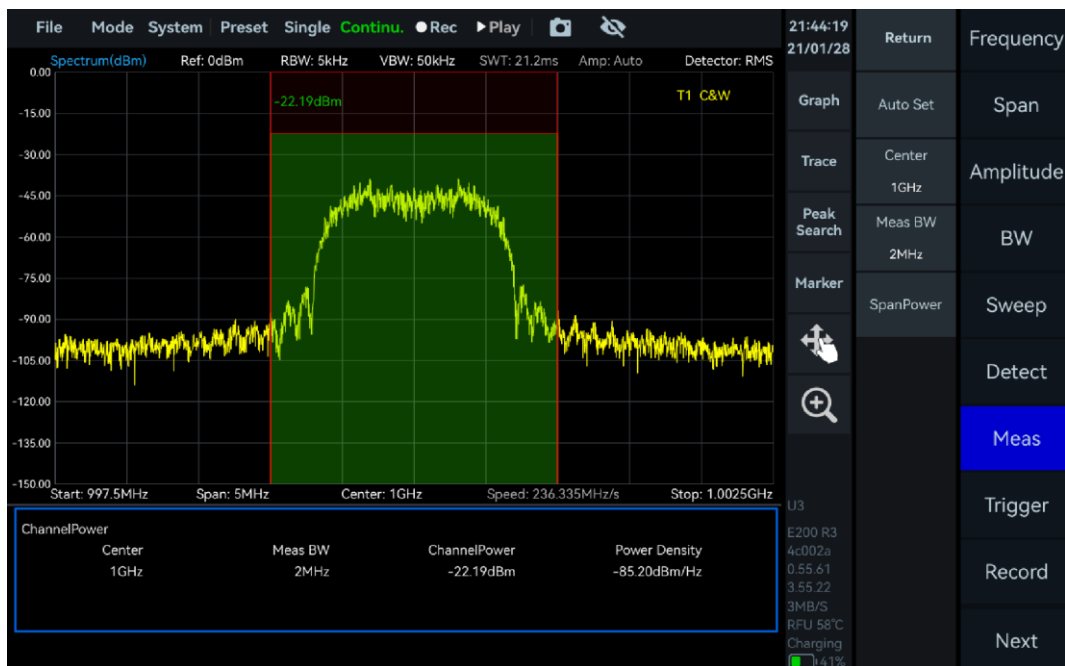 File Mode System Preset Single Continu. Rec Play
Spectrum(dBm) Ref: 0dBm RBW: 5kHz VBW: 50kHz SWT: 21.2ms Amp: Auto Detector: RMS
0.00
-22.19dBm T1 C&W
-15.00
-30.00
-45.00
-60.00
-75.00
-90.00
-105.00
-120.00
-135.00
-150.00
Start: 997.5MHz Span: 5MHz Center: 1GHz Speed: 236.335MHz/s Stop: 1.0025GHz
ChannelPower
Center Meas BW ChannelPower Power Density
1GHz 2MHz -22.19dBm -85.20dBm/Hz
21:44:19
21/01/28
Graph
Trace
Peak
Search
Marker
U3
E200 R3
4c002a
0.55.61
3.55.22
3MB/S
RFU 58°C
Charging
41%
Return
Auto Set
Center
1GHz
Meas BW
2MHz
SpanPower
Frequency
Span
Amplitude
BW
Sweep
Detect
Meas
Trigger
Record
Next